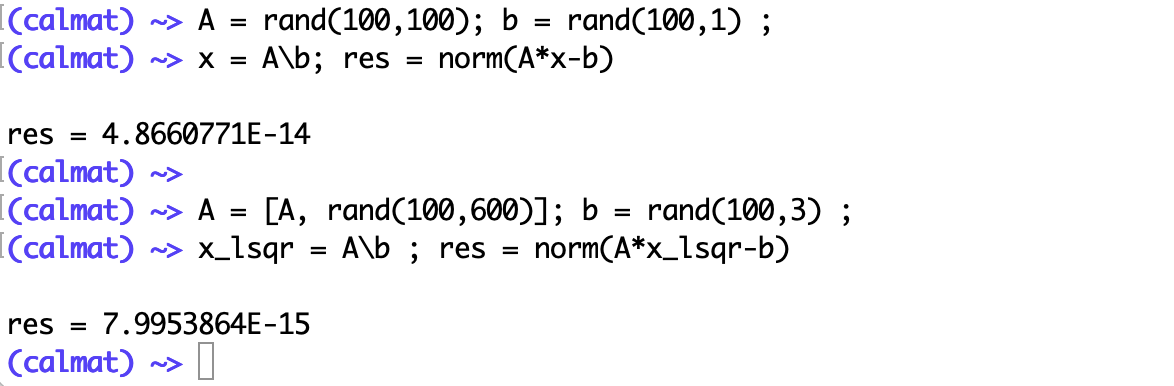 (calmat) ~> A = rand(100,100); b = rand(100,1) ;
(calmat) ~> x = A\b; res = norm(A*x-b)
res = 4.8660771E-14
(calmat) ~>
(calmat) ~> A = [A, rand(100,600)]; b = rand(100,3) ;
(calmat) ~> x_lsqr = A\b ; res = norm(A*x_lsqr-b)
res = 7.9953864E-15
(calmat) ~>